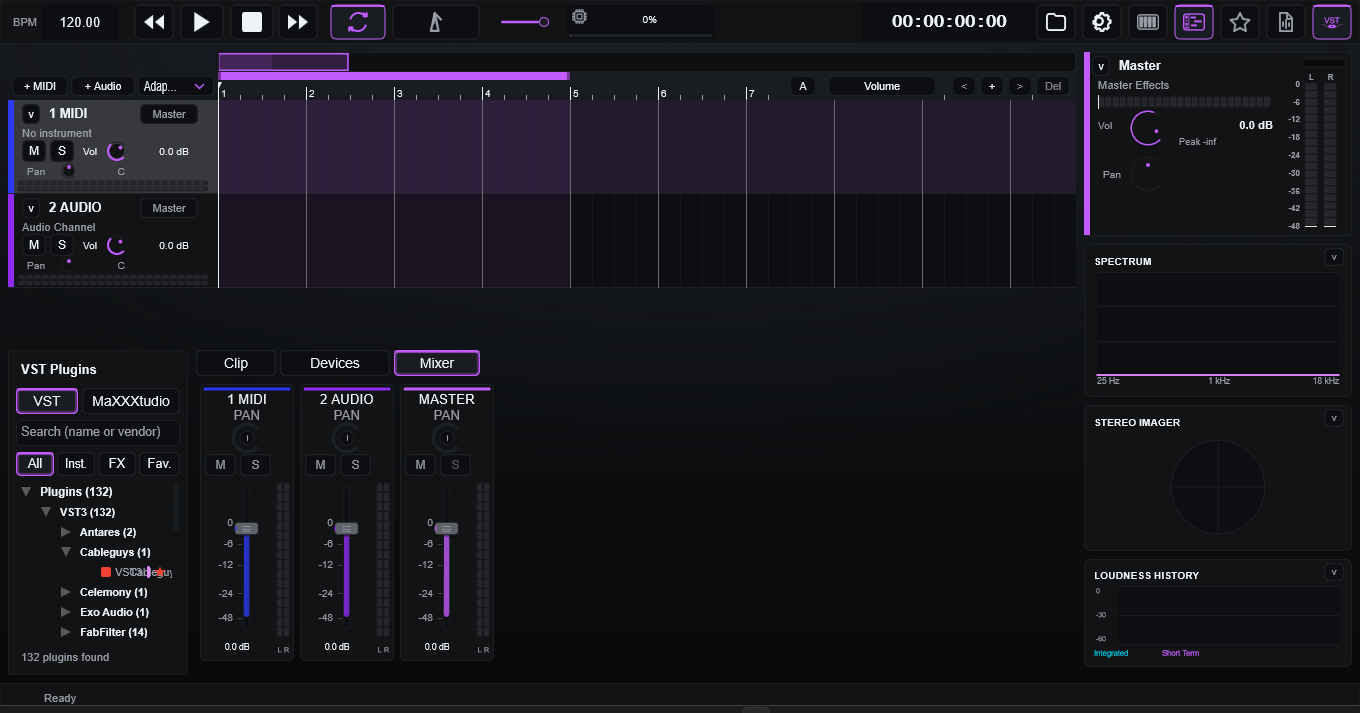 BPM 120.00 0% 00:00:00:00 VST
+ MIDI + Audio Adap... 1 2 3 4 5 6 7 A Volume < + > Del
v 1 MIDI Master
No instrument
M S Vol 0.0 dB
Pan C
v 2 AUDIO Master
Audio Channel
M S Vol 0.0 dB
Pan C
v Master
Master Effects
Vol 0.0 dB
Peak -inf
Pan
L R
0
-6
-12
-18
-24
-30
-36
-42
-48
SPECTRUM v
25 Hz 1 kHz 18 kHz
STEREO IMAGER v
LOUDNESS HISTORY v
0
-30
-60
Integrated Short Term
VST Plugins
VST MaXXXtudio
Search (name or vendor)
All Inst. FX Fav.
Plugins (132)
VST3 (132)
Antares (2)
Cableguys (1)
Celemony (1)
Exo Audio (1)
FabFilter (14)
132 plugins found
Clip Devices Mixer
1 MIDI
PAN
M S
0
-6
-12
-24
-48
0.0 dB L R
2 AUDIO
PAN
M S
0
-6
-12
-24
-48
0.0 dB L R
MASTER
PAN
M S
0
-6
-12
-24
-48
0.0 dB L R
Ready